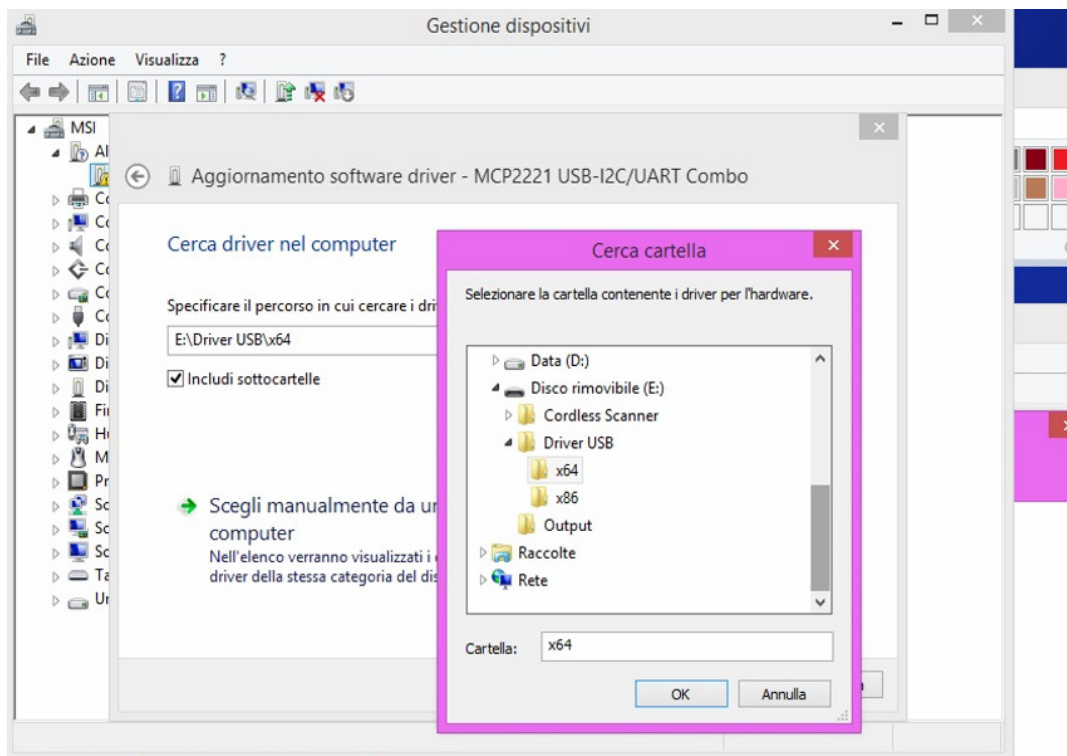 Gestione dispositivi
File Azione Visualizza ?
MSI
Aggiornamento software driver - MCP2221 USB-I2C/UART Combo
Cerca driver nel computer
Specificare il percorso in cui cercare i
E:\Driver USB\x64
Includi sottocartelle
Scegli manualmente da
computer
Nell'elenco verranno visualizzati i
driver della stessa categoria del
Cerca cartella
Selezionare la cartella contenente i driver per l'hardware.
Data (D:)
Disco rimovibile (E:)
Cordless Scanner
Driver USB
x64
x86
Output
Raccolte
Rete
Cartella: x64
OK Annulla